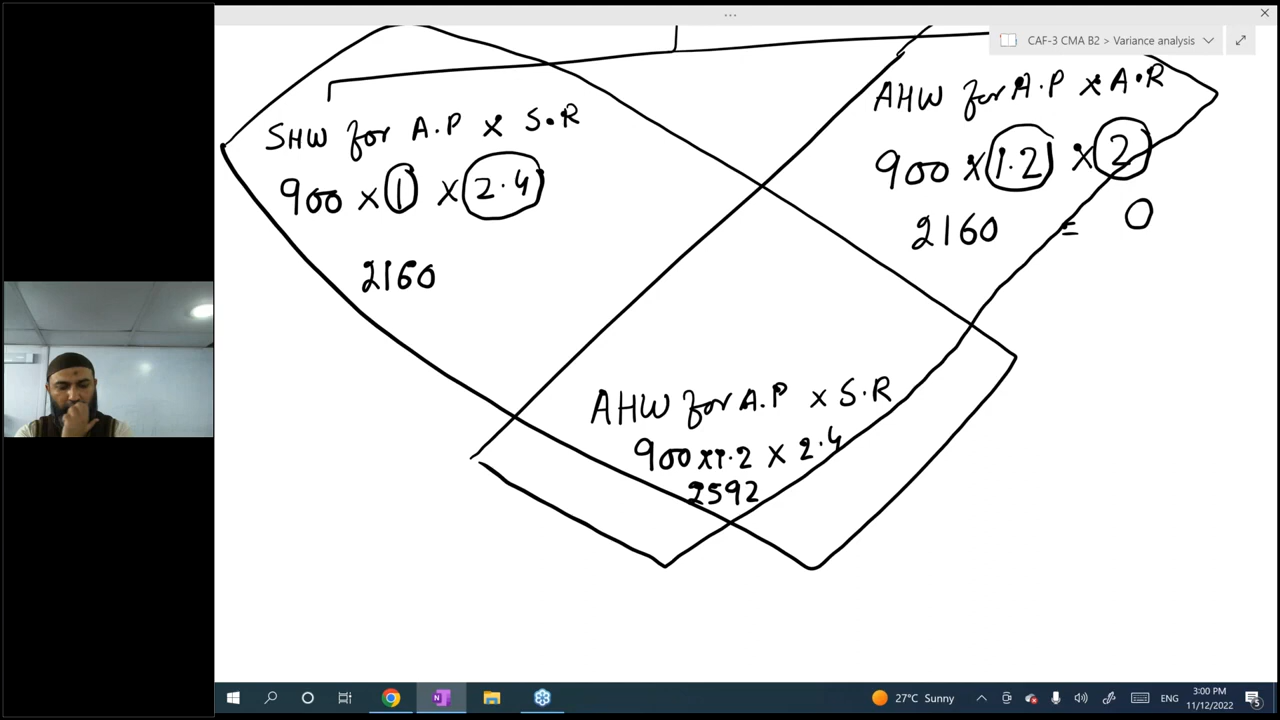 CAF-3 CMA B2 > Variance analysis
SHW for A.P x S.R
900 x 1 x 2.4
2160
AHW for A.P x A.R
900 x 1.2 x 2
2160 = 0
AHW for A.P x S.R
900 x 1.2 x 2.4
2592
27°C Sunny
ENG
3:00 PM
11/12/2022
5